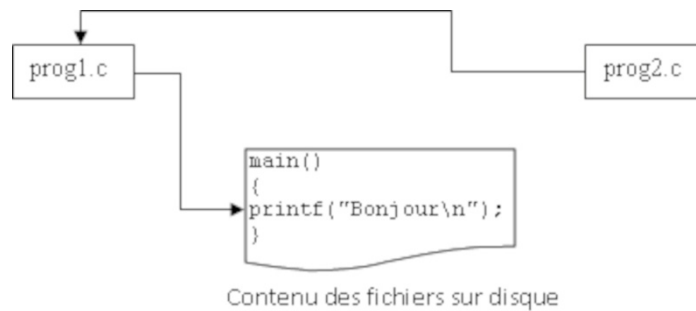 prog1.c
prog2.c
main()
{
printf("Bonjour\n");
}
Contenu des fichiers sur disque